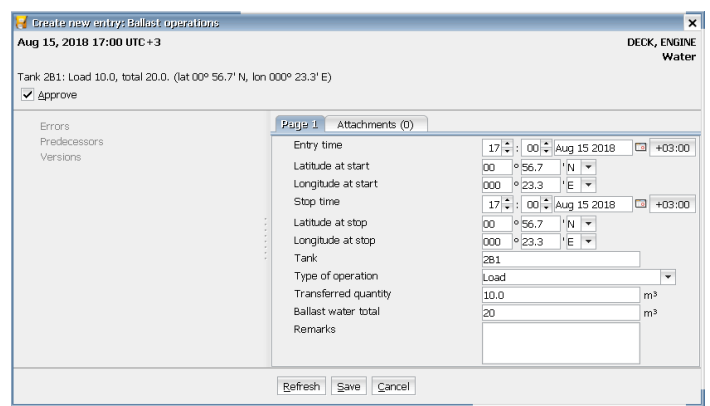 Create new entry: Ballast operations
Aug 15, 2018 17:00 UTC+3
DECK, ENGINE
Water
Tank 2B1: Load 10.0, total 20.0. (lat 00º 56.7' N, lon 000º 23.3' E)
Approve
Errors
Predecessors
Versions
Page 1 Attachments (0)
Entry time 17 : 00 Aug 15 2018 +03:00
Latitude at start 00 º 56.7 ' N
Longitude at start 000 º 23.3 ' E
Stop time 17 : 00 Aug 15 2018 +03:00
Latitude at stop 00 º 56.7 ' N
Longitude at stop 000 º 23.3 ' E
Tank 2B1
Type of operation Load
Transferred quantity 10.0 m³
Ballast water total 20 m³
Remarks
Refresh Save Cancel